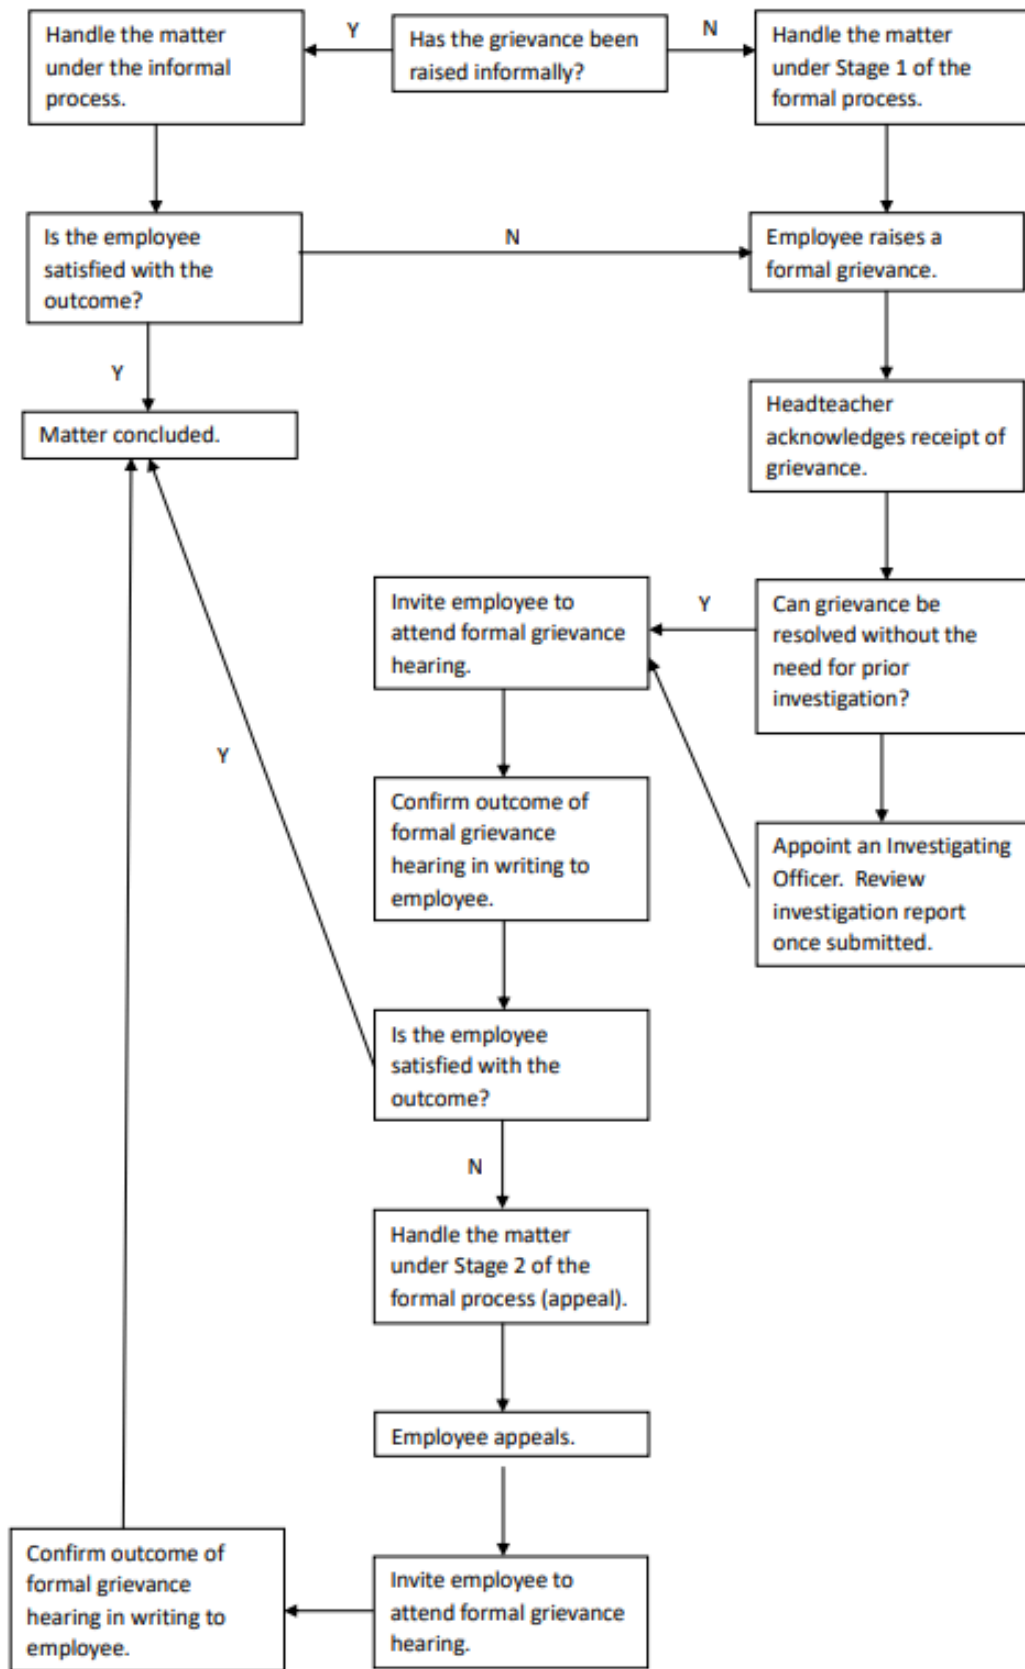 Handle the matter
under the informal
process.
Y
Has the grievance been
raised informally?
N
Handle the matter
under Stage 1 of the
formal process.
Is the employee
satisfied with the
outcome?
N
Employee raises a
formal grievance.
Y
Matter concluded.
Headteacher
acknowledges receipt of
grievance.
Invite employee to
attend formal grievance
hearing.
Y
Can grievance be
resolved without the
need for prior
investigation?
Y
Confirm outcome of
formal grievance
hearing in writing to
employee.
Appoint an Investigating
Officer.  Review
investigation report
once submitted.
Is the employee
satisfied with the
outcome?
N
Handle the matter
under Stage 2 of the
formal process (appeal).
Employee appeals.
Confirm outcome of
formal grievance
hearing in writing to
employee.
Invite employee to
attend formal grievance
hearing.